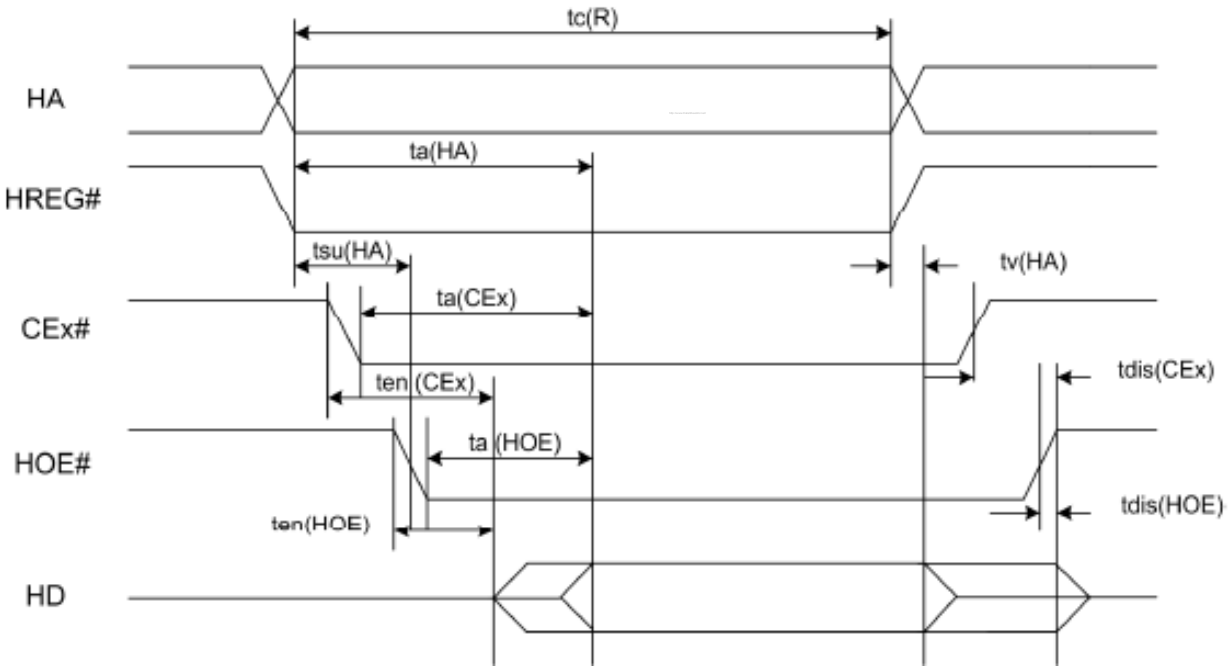 tc(R)
HA
ta(HA)
HREG#
tsu(HA)
tv(HA)
ta(CEx)
CEx#
tdis(CEx)
ten (CEx)
ta (HOE)
HOE#
tdis(HOE)
ten(HOE)
HD